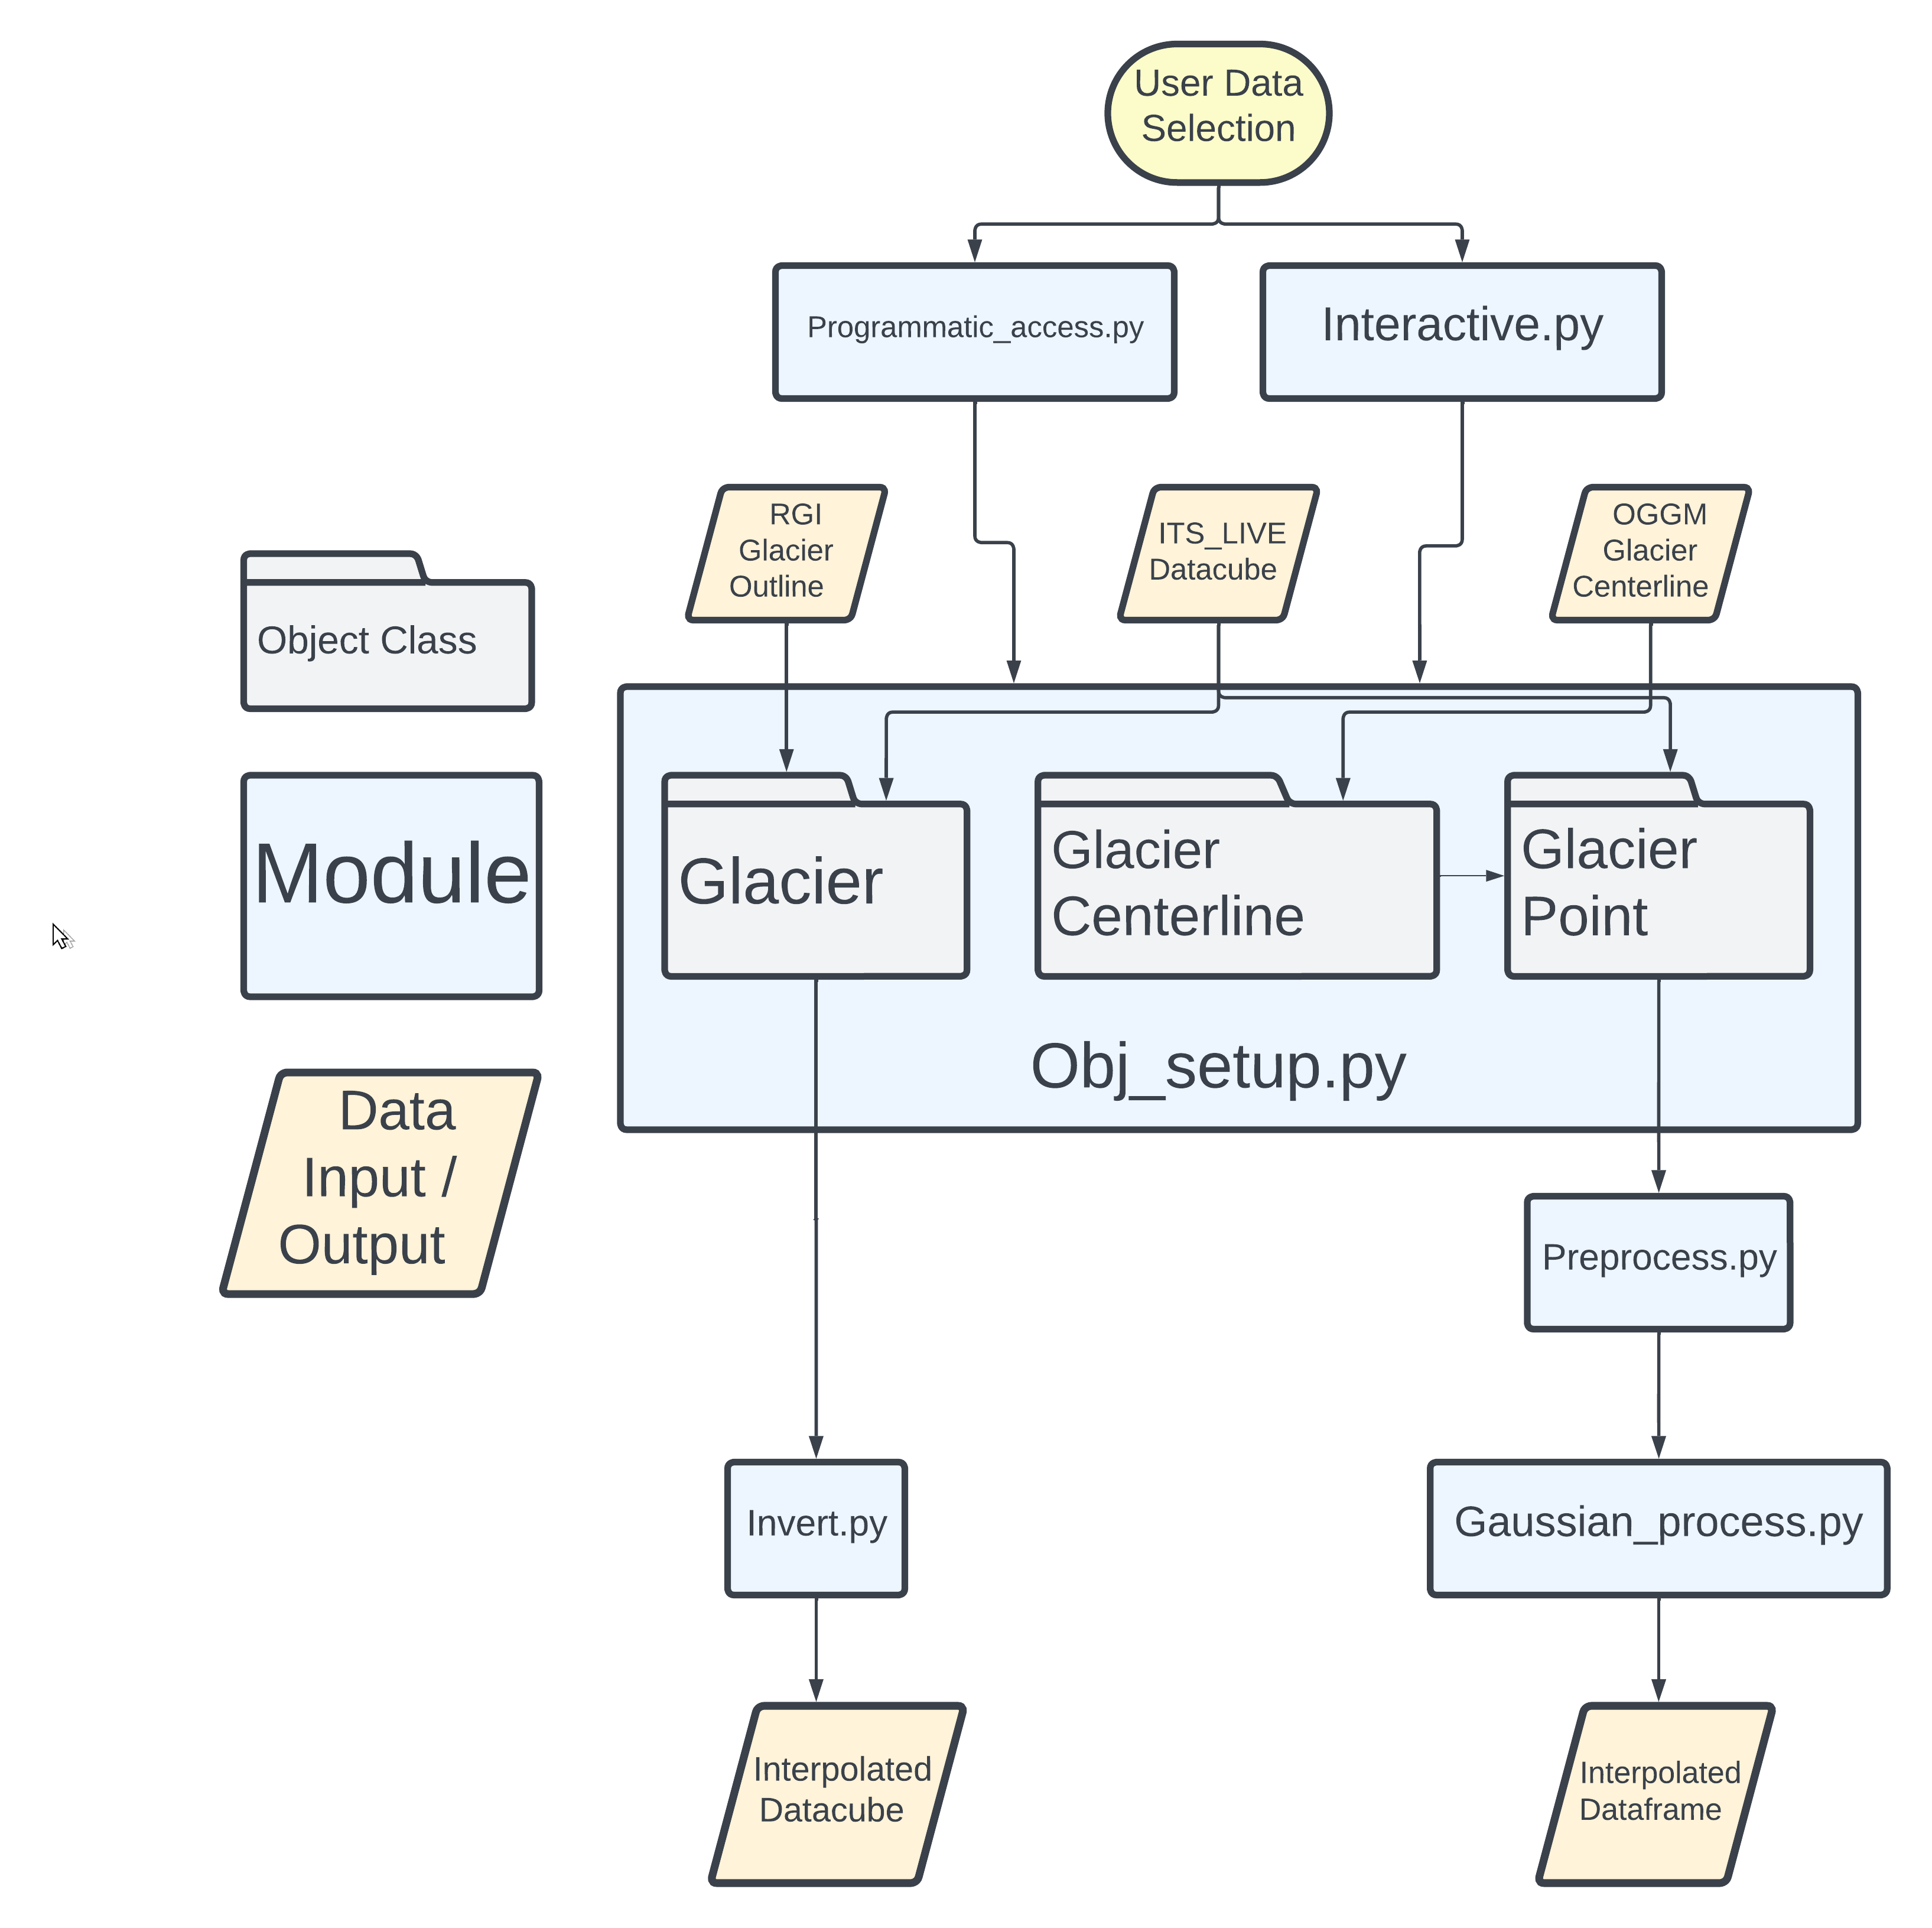 User Data
Selection
Programmatic_access.py
Interactive.py
RGI
Glacier
Outline
ITS_LIVE
Datacube
OGGM
Glacier
Centerline
Object Class
Module
Data
Input /
Output
Glacier
Glacier
Centerline
Glacier
Point
Obj_setup.py
Preprocess.py
Invert.py
Gaussian_process.py
Interpolated
Datacube
Interpolated
Dataframe